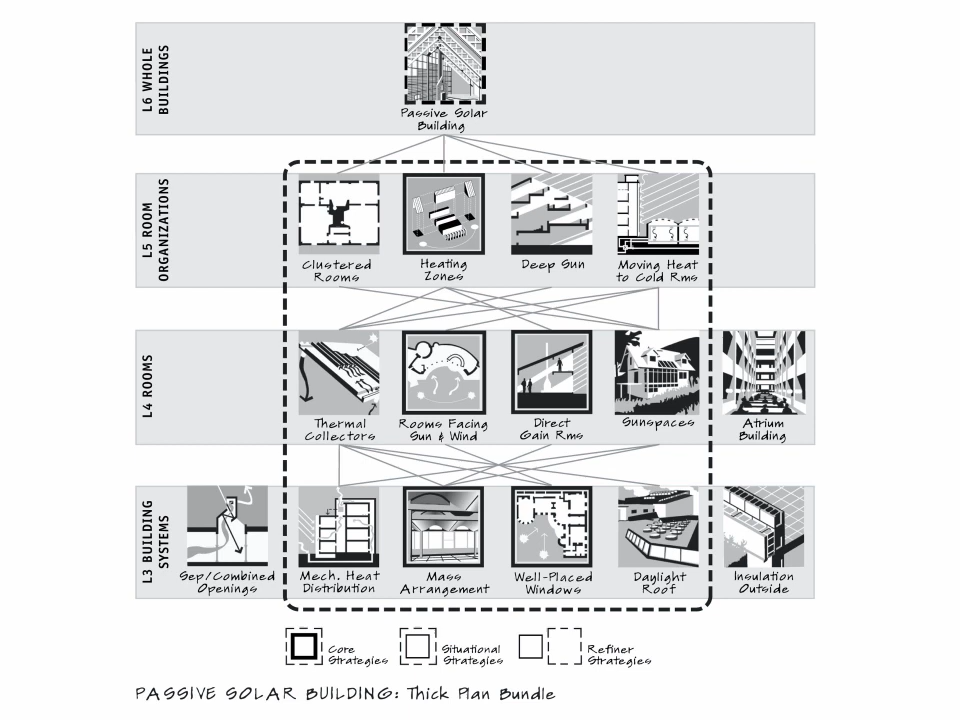 L6 WHOLE
BUILDINGS
Passive Solar
Building
L5 ROOM
ORGANIZATIONS
Clustered
Rooms
Heating
Zones
Deep Sun
Moving Heat
to Cold Rms
L4 ROOMS
Thermal
Collectors
Rooms Facing
Sun & Wind
Direct
Gain Rms
Sunspaces
Atrium
Building
L3 BUILDING
SYSTEMS
Sep/Combined
Openings
Mech. Heat
Distribution
Mass
Arrangement
Well-Placed
Windows
Daylight
Roof
Insulation
Outside
Core
Strategies
Situational
Strategies
Refiner
Strategies
PASSIVE SOLAR BUILDING: Thick Plan Bundle